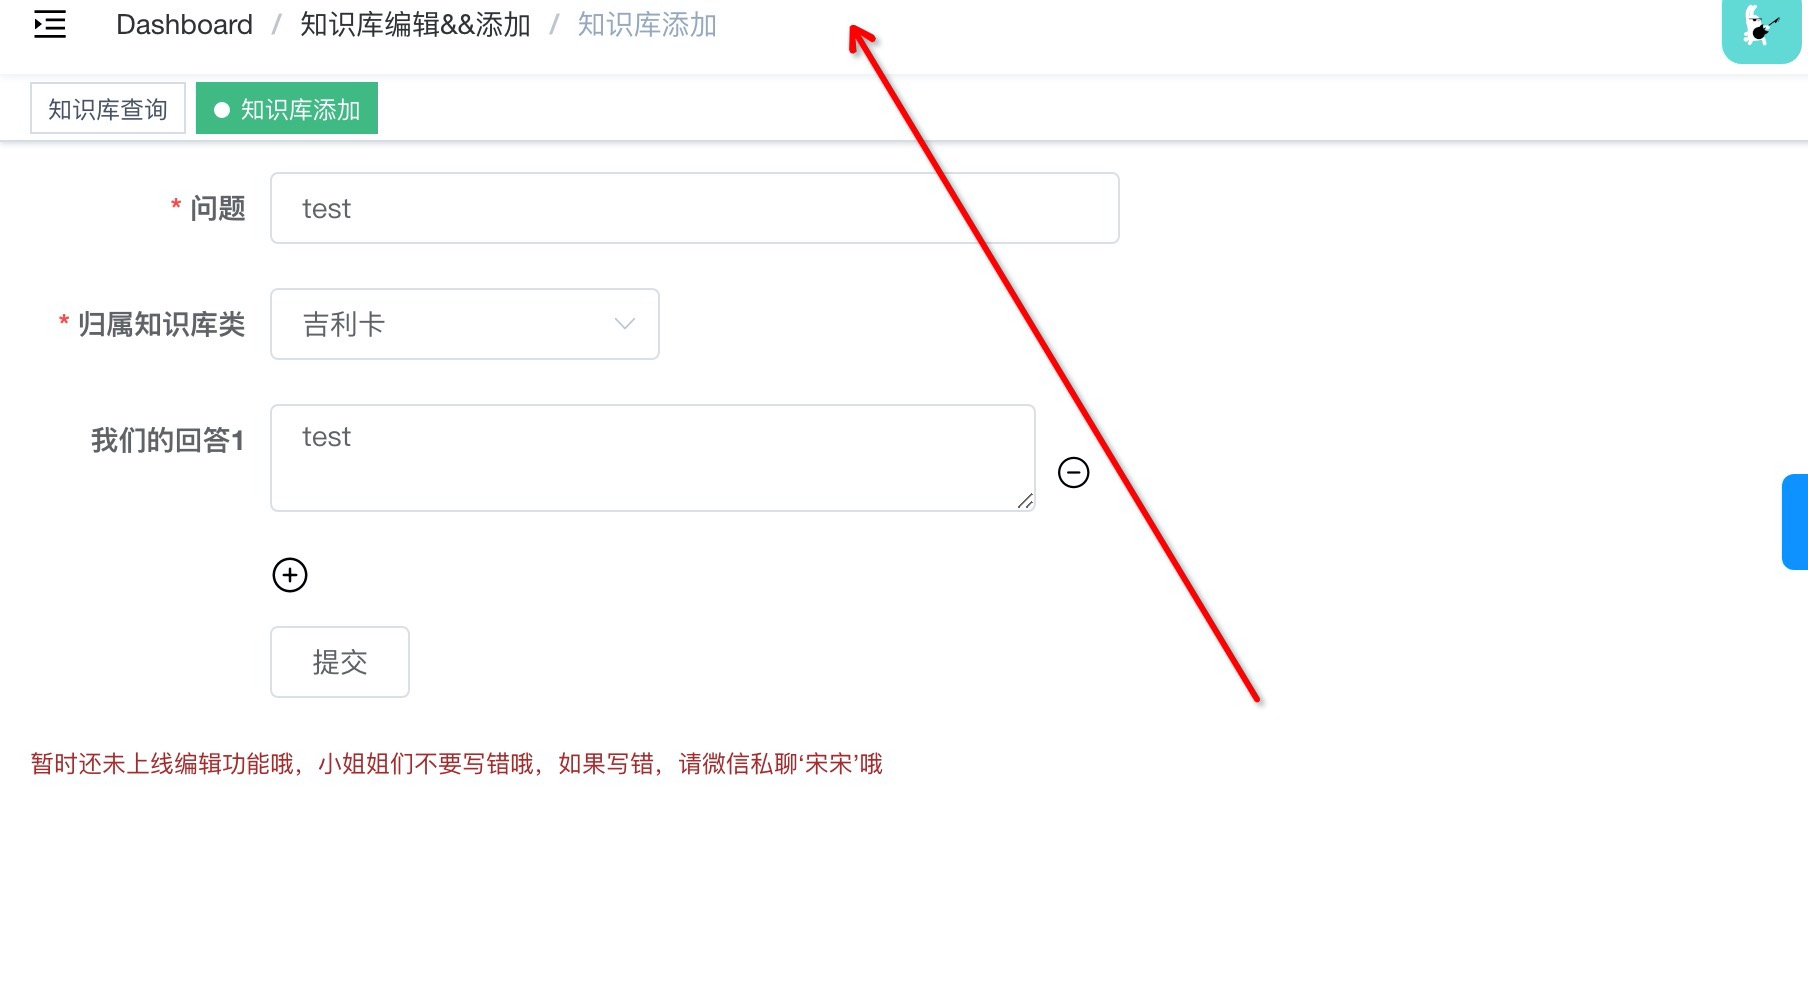 Dashboard / 知识库编辑&&添加 / 知识库添加
知识库查询 知识库添加
* 问题 test
* 归属知识库类 吉利卡
我们的回答1 test
提交
暂时还未上线编辑功能哦，小姐姐们不要写错哦，如果写错，请微信私聊‘宋宋’哦